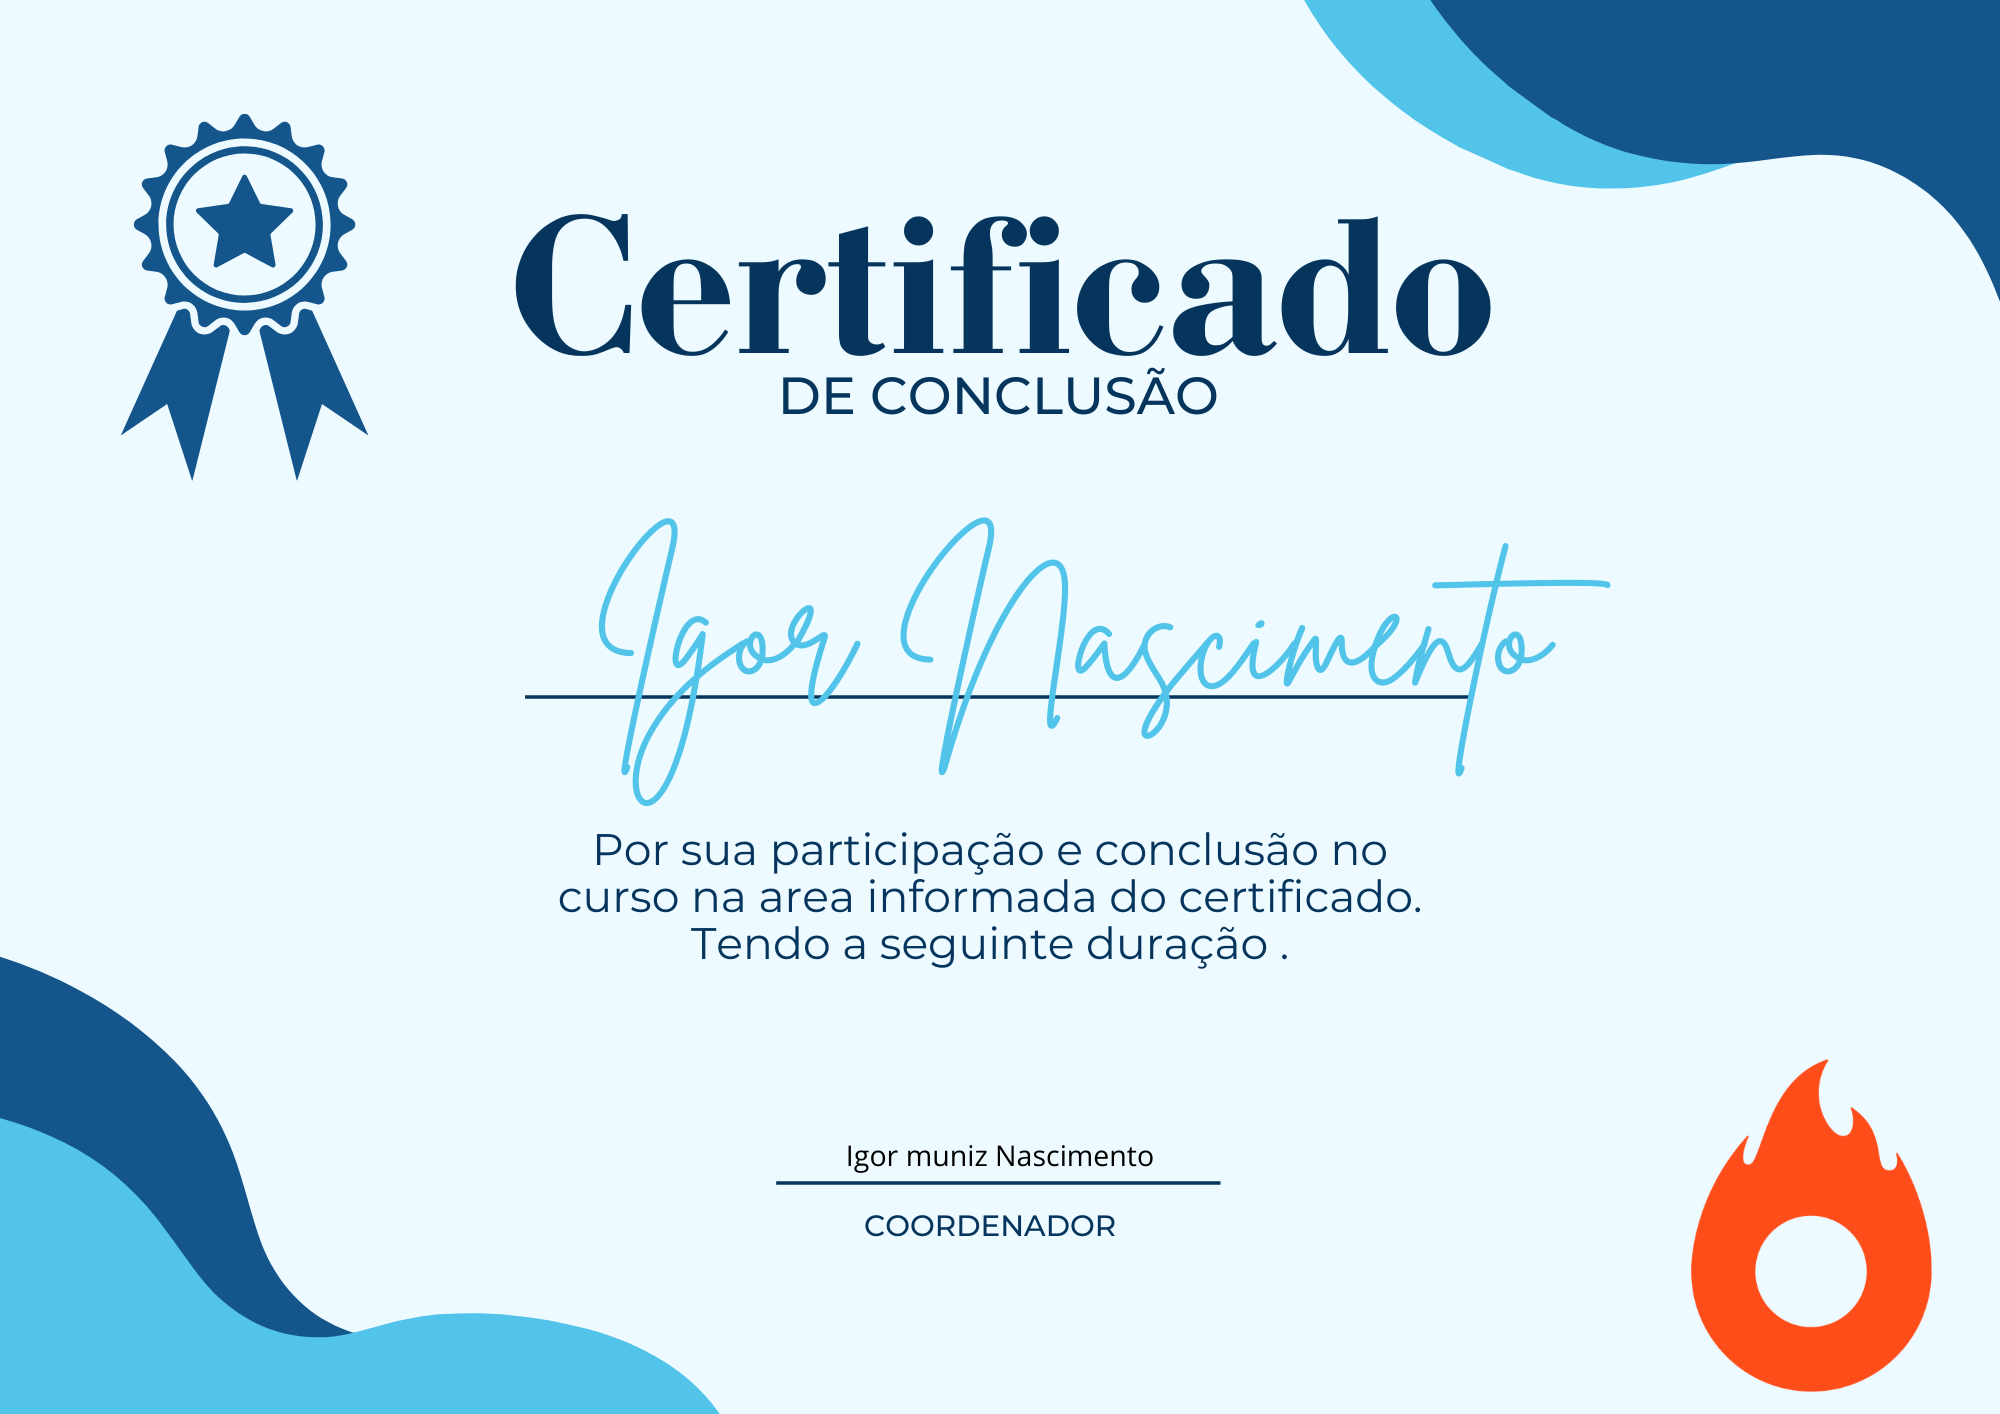 Certificado
DE CONCLUSÃO
Igor Nascimento
Por sua participação e conclusão no
curso na area informada do certificado.
Tendo a seguinte duração .
Igor muniz Nascimento
COORDENADOR